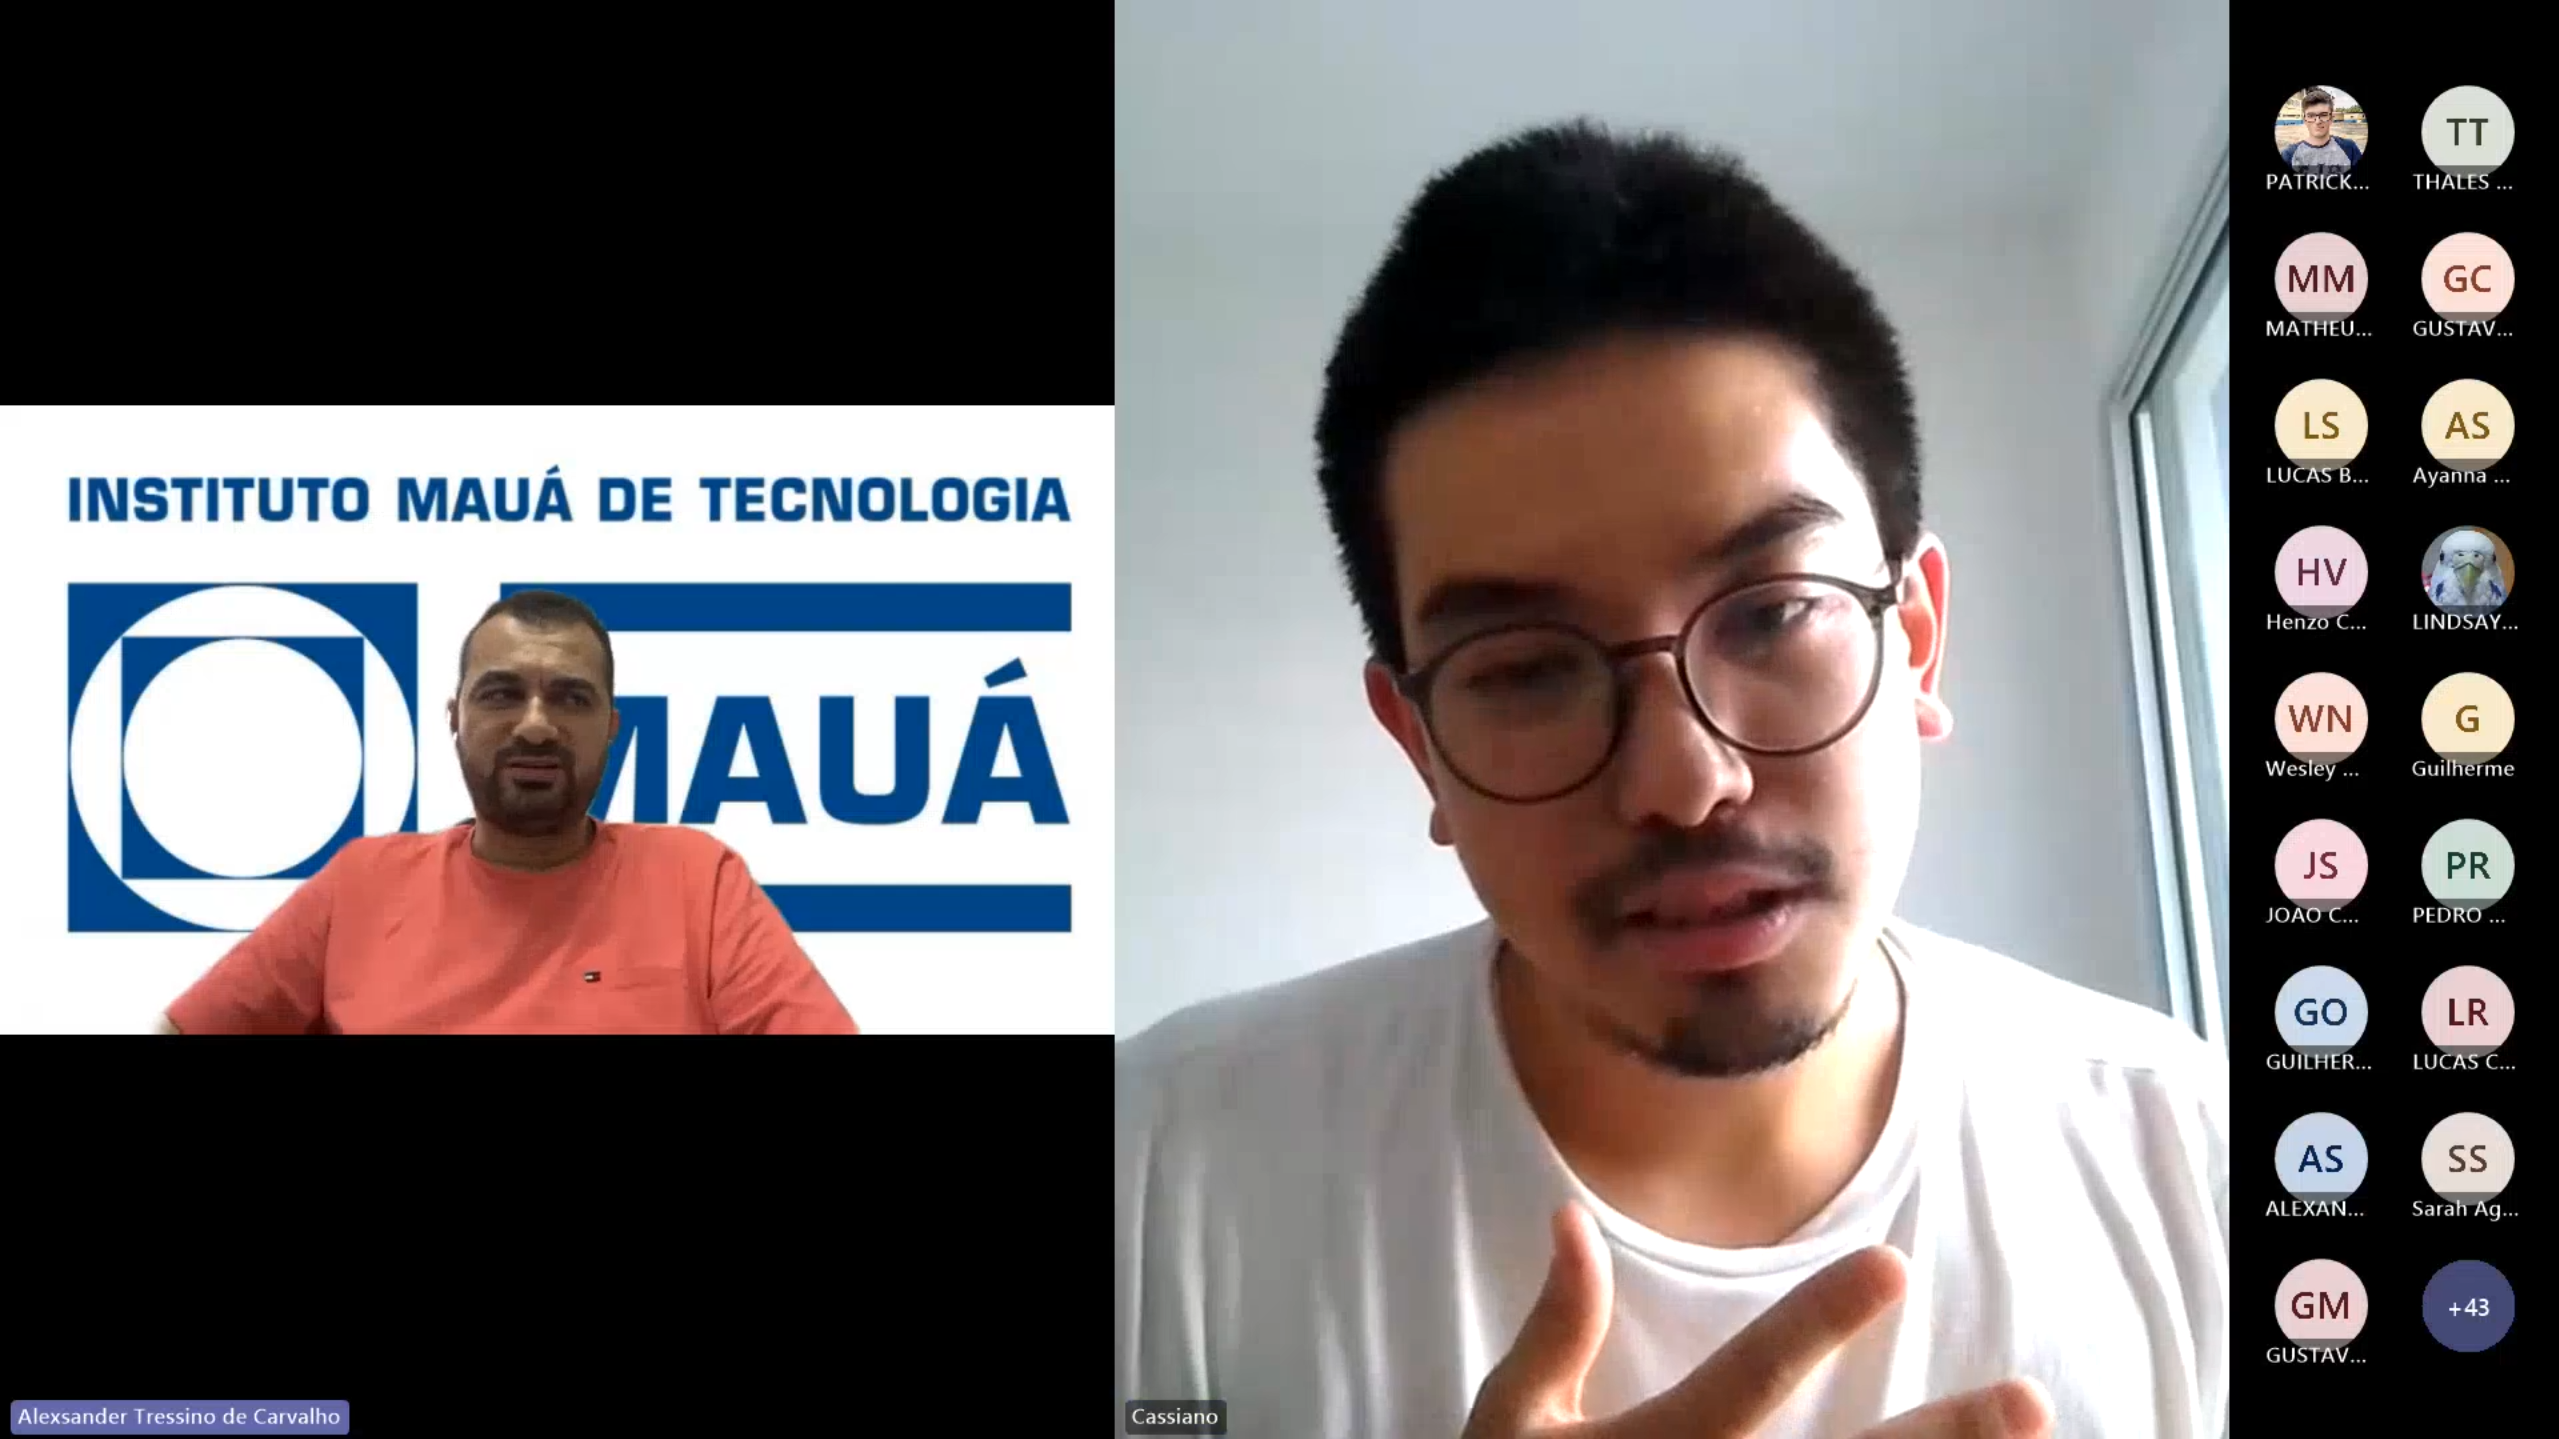 INSTITUTO MAUÁ DE TECNOLOGIA
MAUÁ
Alexsander Tressino de Carvalho
Cassiano
PATRICK...
TT
THALES ...
MM
MATHEU...
GC
GUSTAV...
LS
LUCAS B...
AS
Ayanna ...
HV
Henzo C...
LINDSAY...
WN
Wesley ...
G
Guilherme
JS
JOAO C...
PR
PEDRO ...
GO
GUILHER...
LR
LUCAS C...
AS
ALEXAN...
SS
Sarah Ag...
GM
GUSTAV...
+43